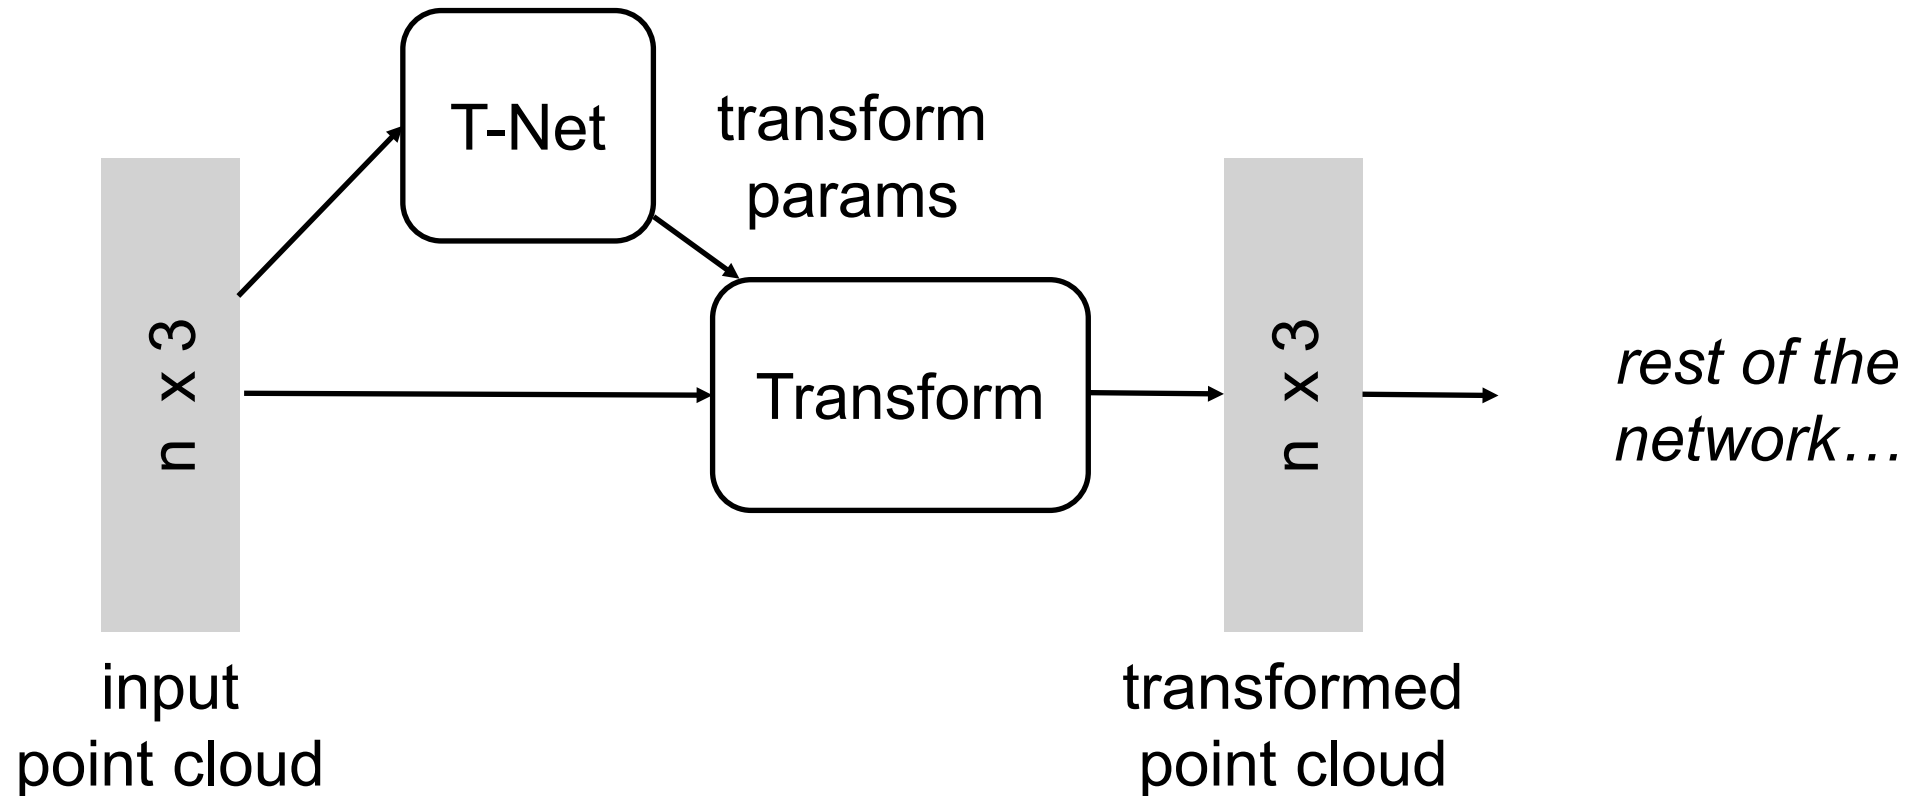 T-Net
transform
params
n x 3
Transform
n x 3
rest of the
network…
input
point cloud
transformed
point cloud